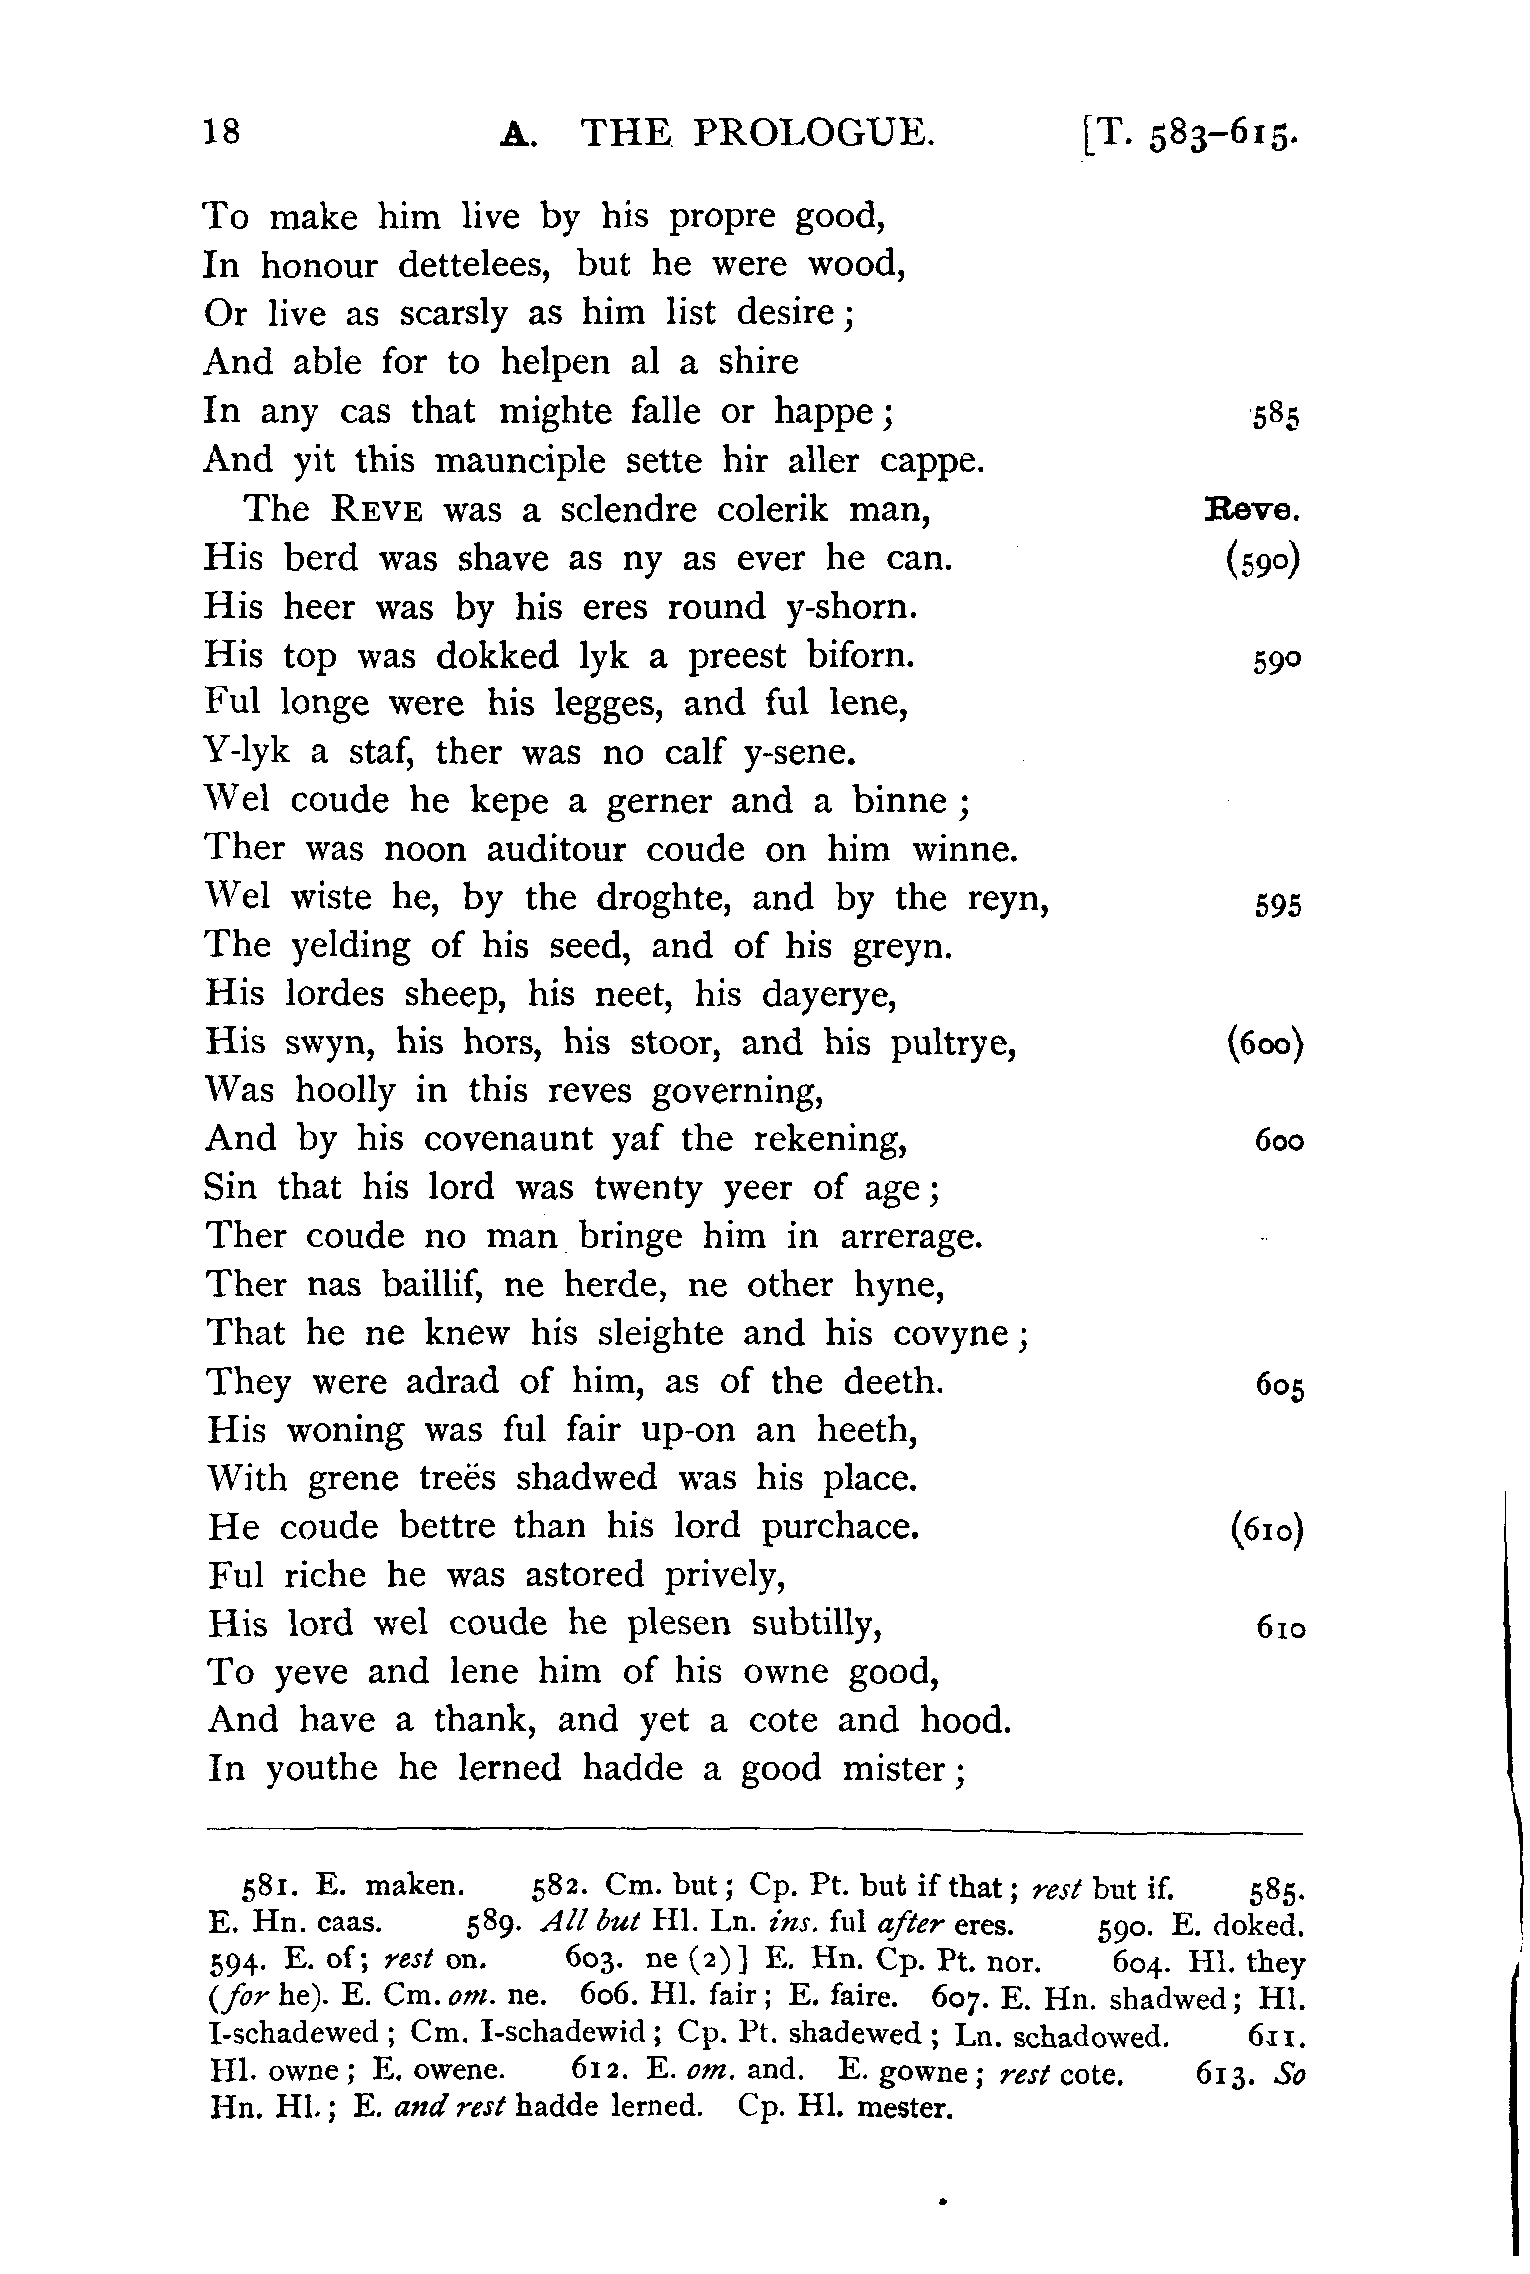 18 A. THE PROLOGUE. [T. 583–615.
To make him live by his propre good,
In honour dettelees, but he were wood,
Or live as scarsly as him list desire ;
And able for to helpen al a shire
In any cas that mighte falle or happe ; 585
And yit this maunciple sette hir aller cappe.
The REVE was a sclendre colerik man, Reve.
His berd was shave as ny as ever he can. (590)
His heer was by his eres round y-shorn.
His top was dokked lyk a preest biforn. 590
Ful longe were his legges, and ful lene,
Y-lyk a staf, ther was no calf y-sene.
Wel coude he kepe a gerner and a binne ;
Ther was noon auditour coude on him winne.
Wel wiste he, by the droghte, and by the reyn, 595
The yelding of his seed, and of his greyn.
His lordes sheep, his neet, his dayerye,
His swyn, his hors, his stoor, and his pultrye, (600)
Was hoolly in this reves governing,
And by his covenaunt yaf the rekening, 600
Sin that his lord was twenty yeer of age ;
Ther coude no man bringe him in arrerage.
Ther nas baillif, ne herde, ne other hyne,
That he ne knew his sleighte and his covyne ;
They were adrad of him, as of the deeth. 605
His woning was ful fair up-on an heeth,
With grene treës shadwed was his place.
He coude bettre than his lord purchace. (610)
Ful riche he was astored prively,
His lord wel coude he plesen subtilly, 610
To yeve and lene him of his owne good,
And have a thank, and yet a cote and hood.
In youthe he lerned hadde a good mister ;
581. E. maken. 582. Cm. but ; Cp. Pt. but if that ; rest but if. 585.
E. Hn. caas. 589. All but Hl. Ln. ins. ful after eres. 590. E. doked.
594. E. of ; rest on. 603. ne (2)] E. Hn. Cp. Pt. nor. 604. Hl. they
(for he). E. Cm. om. ne. 606. Hl. fair ; E. faire. 607. E. Hn. shadwed ; Hl.
I-schadewed ; Cm. I-schadewid ; Cp. Pt. shadewed ; Ln. schadowed. 611.
Hl. owne ; E. owene. 612. E. om. and. E. gowne ; rest cote. 613. So
Hn. Hl. ; E. and rest hadde lerned. Cp. Hl. mester.